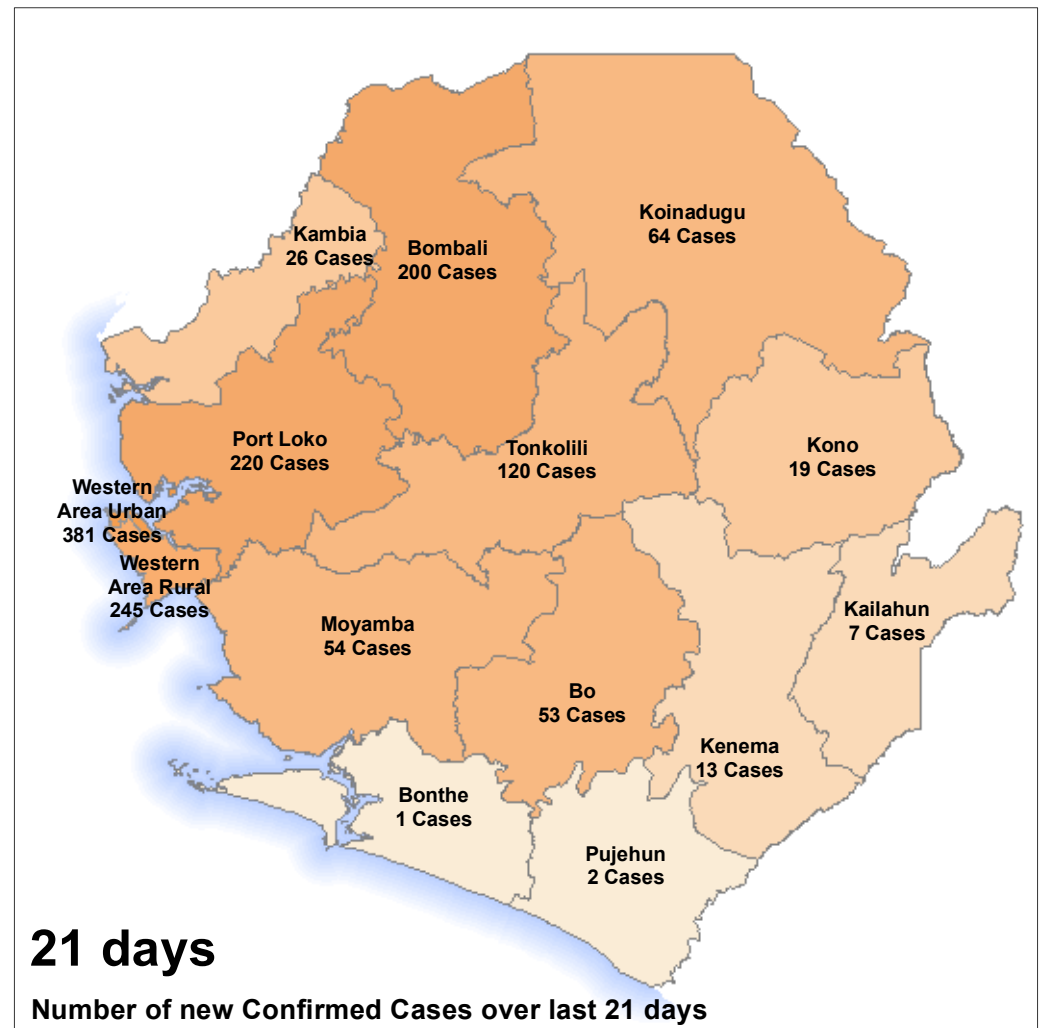 Koinadugu
64 Cases
Kambia
26 Cases
Bombali
200 Cases
Port Loko
220 Cases
Tonkolili
120 Cases
Kono
19 Cases
Western
Area Urban
381 Cases
Western
Area Rural
245 Cases
Kailahun
7 Cases
Moyamba
54 Cases
Bo
53 Cases
Kenema
13 Cases
Bonthe
1 Cases
Pujehun
2 Cases
21 days
Number of new Confirmed Cases over last 21 days